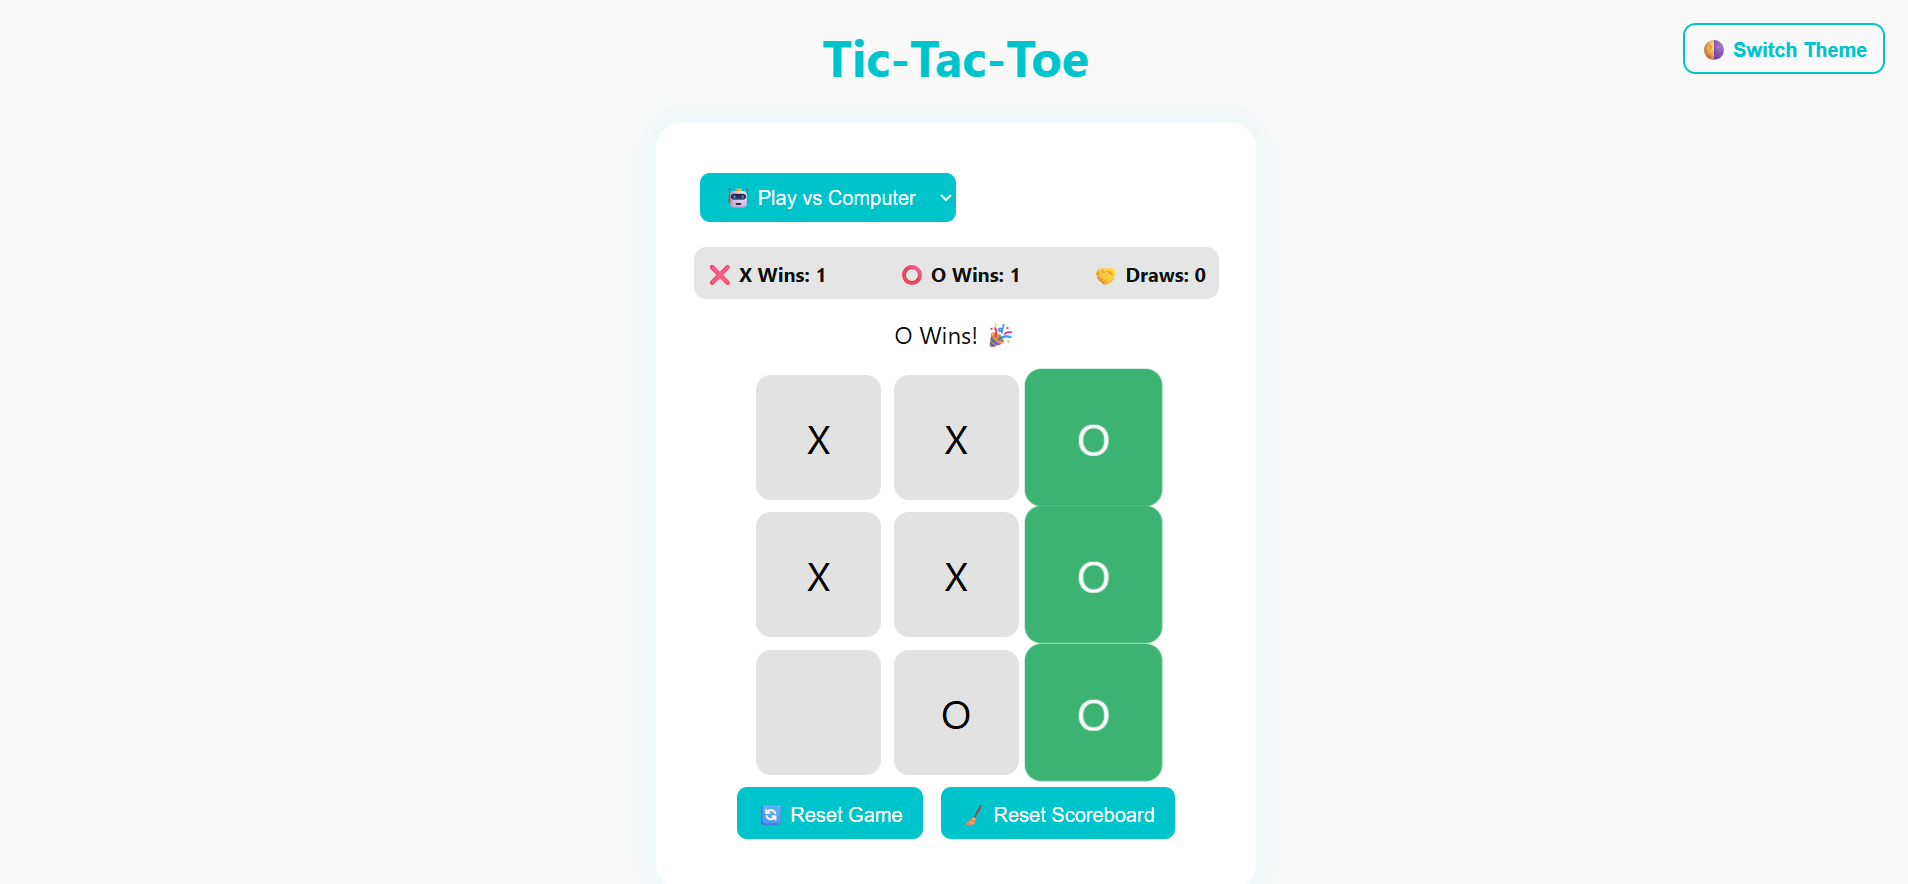 Tic-Tac-Toe
Switch Theme
Play vs Computer
X Wins: 1 O Wins: 1 Draws: 0
O Wins!
X X O
X X O
O O
Reset Game Reset Scoreboard